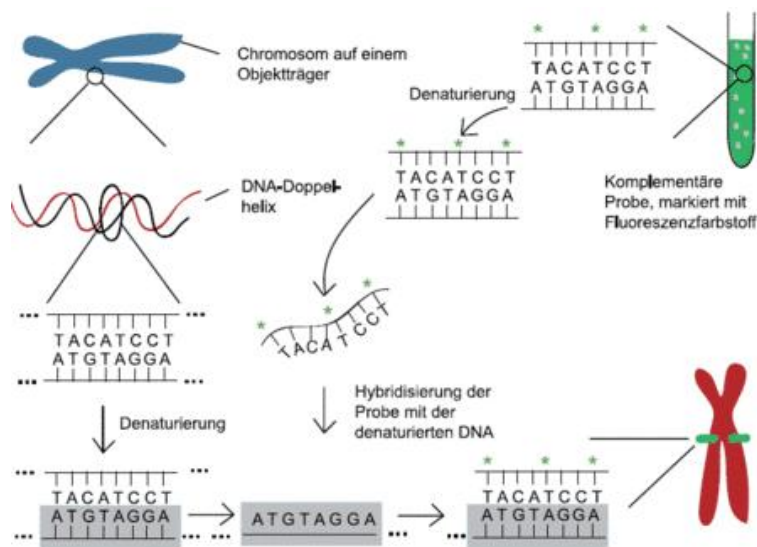 Chromosom auf einem
Objektträger
TACATCCT
ATGTAGGA
Denaturierung
TACATCCT
ATGTAGGA
Komplementäre
Probe, markiert mit
Fluoreszenzfarbstoff
DNA-Doppel-
helix
TACATCCT
TACATCCT
ATGTAGGA
Denaturierung
Hybridisierung der
Probe mit der
denaturierten DNA
TACATCCT
ATGTAGGA
ATGTAGGA
TACATCCT
ATGTAGGA